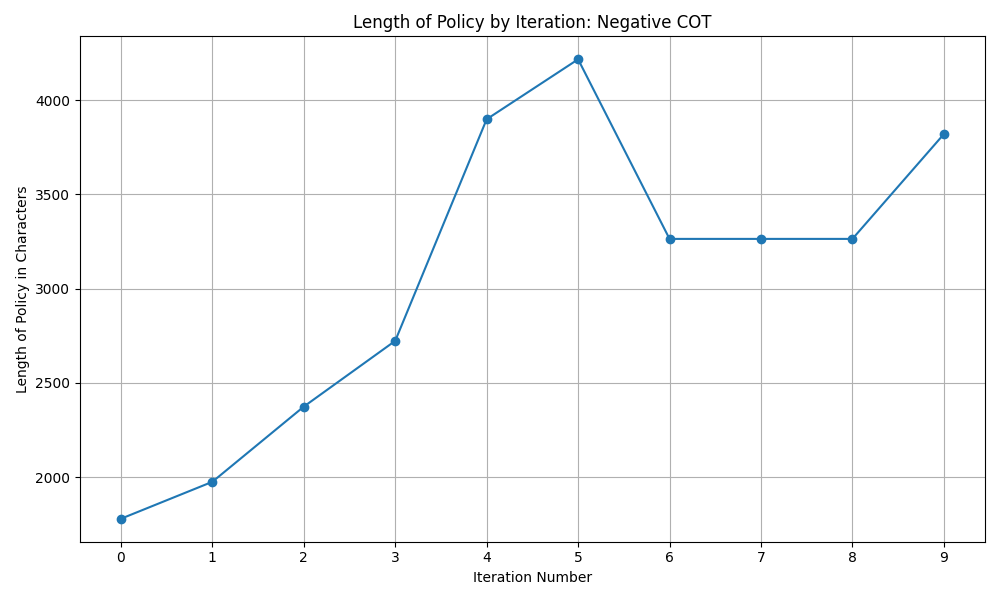 Length of Policy by Iteration: Negative COT
Length of Policy in Characters
4000
3500
3000
2500
2000
0 1 2 3 4 5 6 7 8 9
Iteration Number